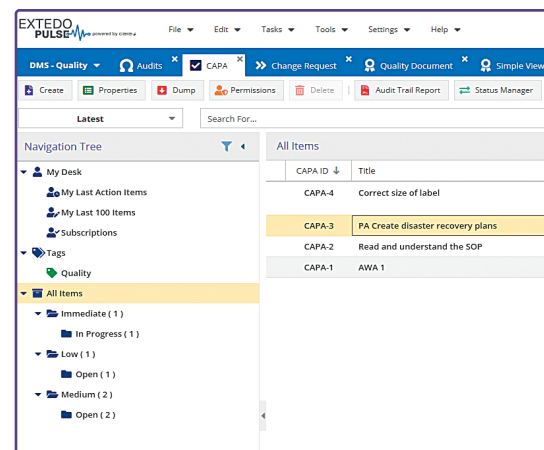 EXTEDO
PULSE powered by
File Edit Tasks Tools Settings Help
DMS - Quality Audits × CAPA × Change Request × Quality Document × Simple View
Create Properties Dump Permissions Delete Audit Trail Report Status Manager
Latest Search For...
Navigation Tree
My Desk
My Last Action Items
My Last 100 Items
Subscriptions
Tags
Quality
All Items
Immediate ( 1 )
In Progress ( 1 )
Low ( 1 )
Open ( 1 )
Medium ( 2 )
Open ( 2 )
All Items
CAPA ID ↓ Title
CAPA-4 Correct size of label
CAPA-3 PA Create disaster recovery plans
CAPA-2 Read and understand the SOP
CAPA-1 AWA 1